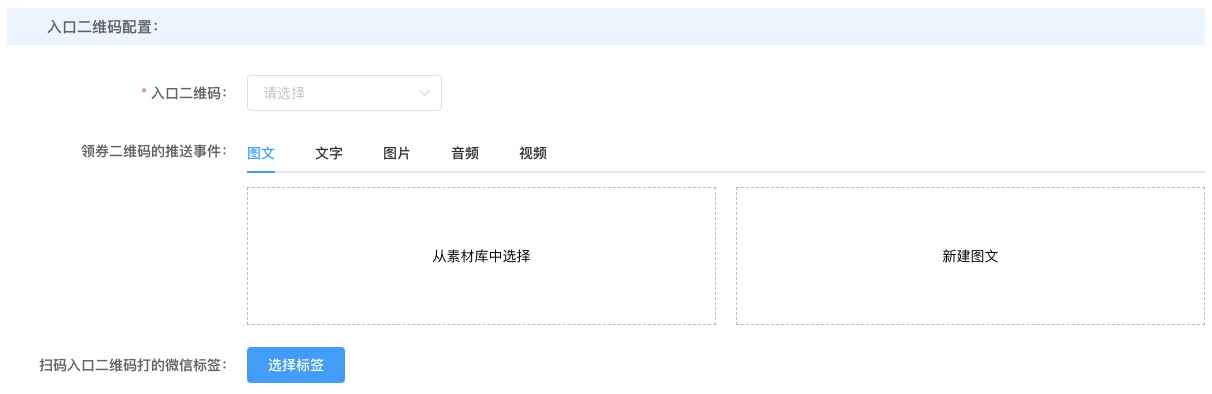 入口二维码配置：
* 入口二维码： 请选择
领券二维码的推送事件： 图文 文字 图片 音频 视频
从素材库中选择 新建图文
扫码入口二维码打的微信标签： 选择标签